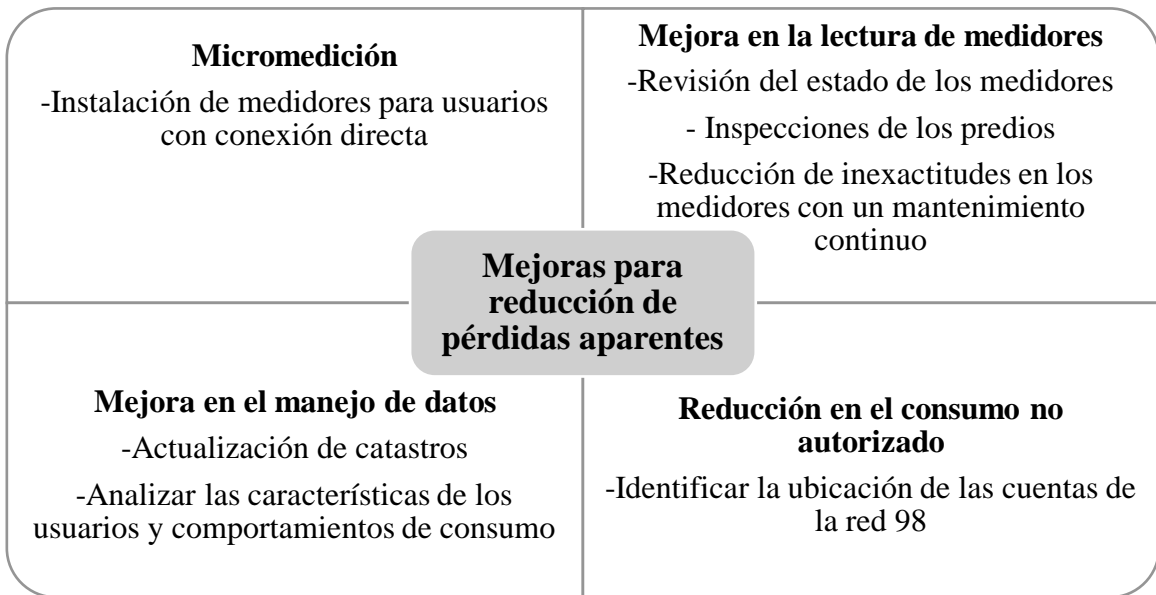 Micromedición
-Instalación de medidores para usuarios
con conexión directa
Mejora en la lectura de medidores
-Revisión del estado de los medidores
- Inspecciones de los predios
-Reducción de inexactitudes en los
medidores con un mantenimiento
continuo
Mejoras para
reducción de
pérdidas aparentes
Mejora en el manejo de datos
-Actualización de catastros
-Analizar las características de los
usuarios y comportamientos de consumo
Reducción en el consumo no
autorizado
-Identificar la ubicación de las cuentas de
la red 98